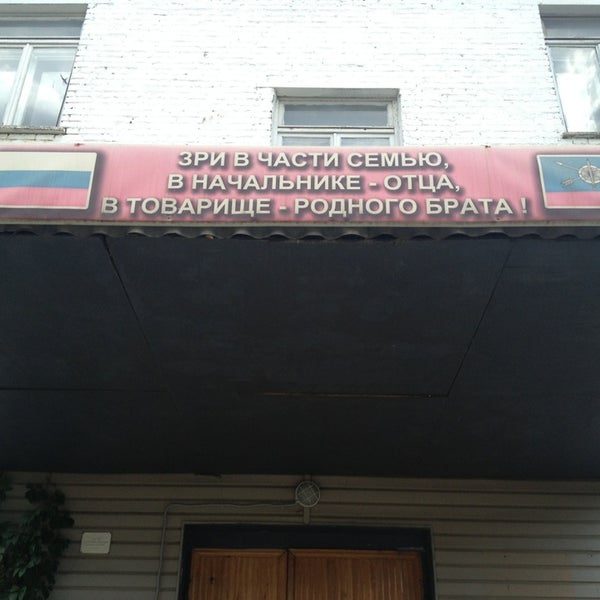 ЗРИ В ЧАСТИ СЕМЬЮ,
В НАЧАЛЬНИКЕ - ОТЦА,
В ТОВАРИЩЕ - РОДНОГО БРАТА !